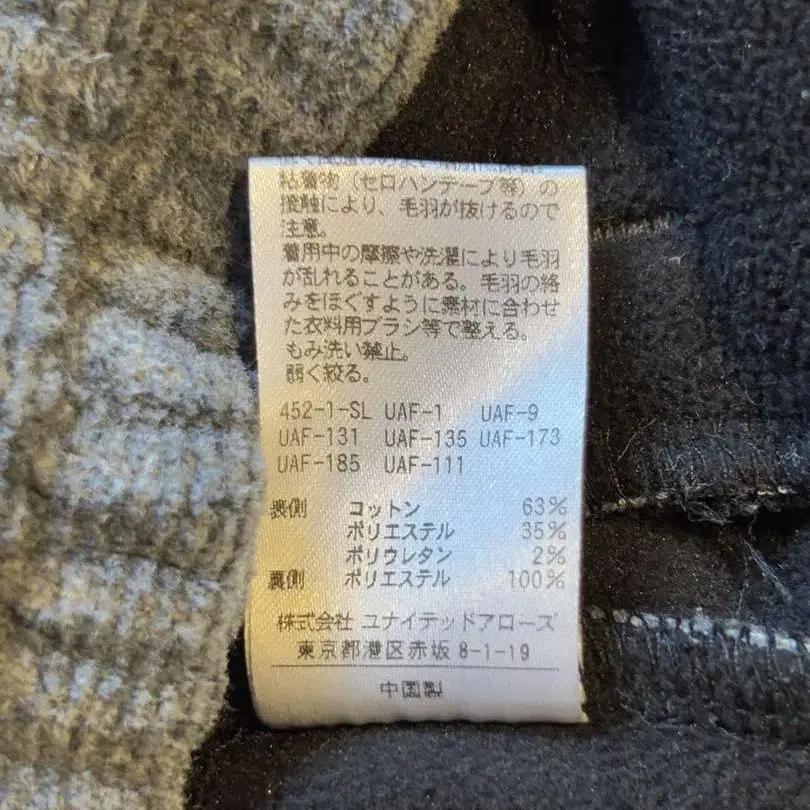 粘着物(セロハンテープ等)の
接触により、毛羽が抜けるので
注意。
着用中の摩擦や洗濯により毛羽
が乱れることがある。毛羽の絡
みをほぐすように素材に合わせ
た衣料用ブラシ等で整える。
もみ洗い禁止。
弱く絞る。
452-1-SL UAF-1 UAF-9
UAF-131 UAF-135 UAF-173
UAF-185 UAF-111
表側 コットン 63%
ポリエステル 35%
ポリウレタン 2%
裏側 ポリエステル 100%
株式会社 ユナイテッドアローズ
東京都港区赤坂 8-1-19
中国製